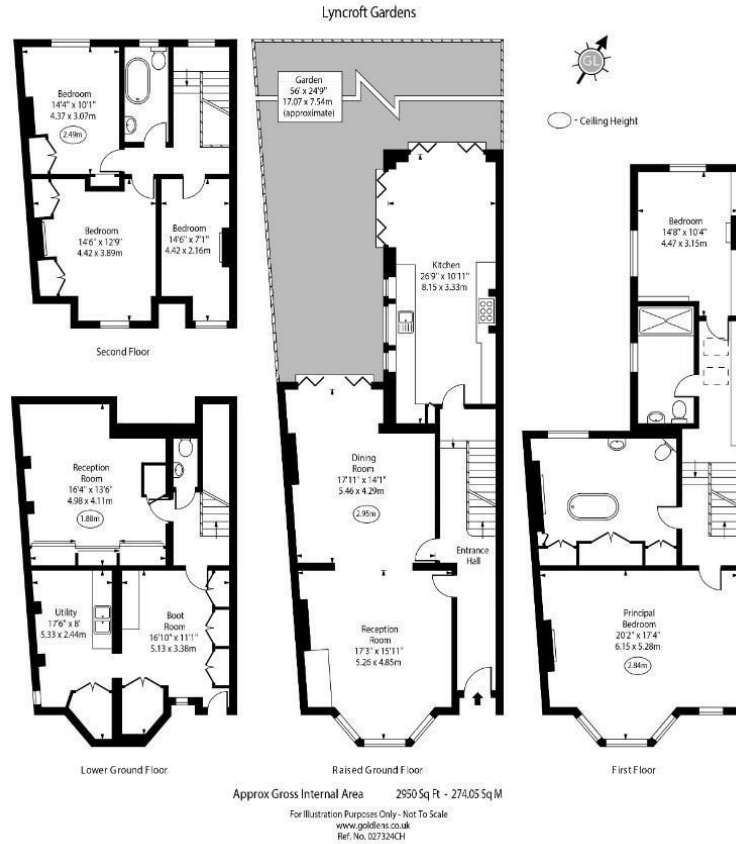 Lyncroft Gardens
GL
- Ceiling Height
Garden
56' x 24'9"
17.07 x 7.54m
(approximate)
Bedroom
14'4" x 10'1"
4.37 x 3.07m
2.49m
Bedroom
14'6" x 12'9"
4.42 x 3.89m
Bedroom
14'6" x 7'1"
4.42 x 2.16m
Second Floor
Kitchen
26'9" x 10'11"
8.15 x 3.33m
Bedroom
14'8" x 10'4"
4.47 x 3.15m
Reception
Room
16'4" x 13'6"
4.98 x 4.11m
1.88m
Utility
17'6" x 8'
5.33 x 2.44m
Boot
Room
16'10" x 11'1"
5.13 x 3.38m
Lower Ground Floor
Dining
Room
17'11" x 14'1"
5.46 x 4.29m
2.95m
Entrance
Hall
Reception
Room
17'3" x 15'11"
5.26 x 4.85m
Raised Ground Floor
Principal
Bedroom
20'2" x 17'4"
6.15 x 5.28m
2.84m
First Floor
Approx Gross Internal Area 2950 Sq Ft - 274.05 Sq M
For Illustration Purposes Only - Not To Scale
www.goldlens.co.uk
Ref. No. 027324CH